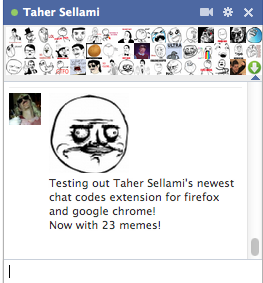 Taher Sellami
ULTRA
Testing out Taher Sellami's newest
chat codes extension for firefox
and google chrome!
Now with 23 memes!